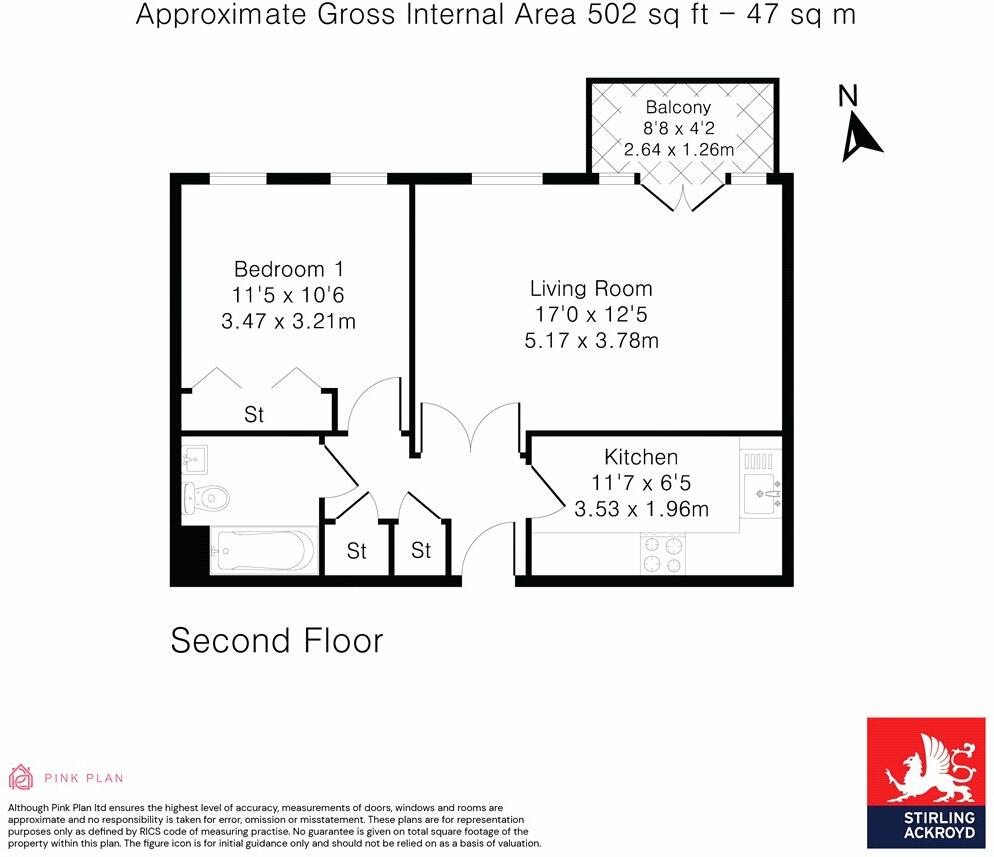 Approximate Gross Internal Area 502 sq ft – 47 sq m
N
Balcony
8'8 x 4'2
2.64 x 1.26m
Bedroom 1
11'5 x 10'6
3.47 x 3.21m
Living Room
17'0 x 12'5
5.17 x 3.78m
St
Kitchen
11'7 x 6'5
3.53 x 1.96m
St
St
Second Floor
PINK PLAN
Although Pink Plan ltd ensures the highest level of accuracy, measurements of doors, windows and rooms are
approximate and no responsibility is taken for error, omission or misstatement. These plans are for representation
purposes only as defined by RICS code of measuring practise. No guarantee is given on total square footage of the
property within this plan. The figure icon is for initial guidance only and should not be relied on as a basis of valuation.
STIRLING
ACKROYD